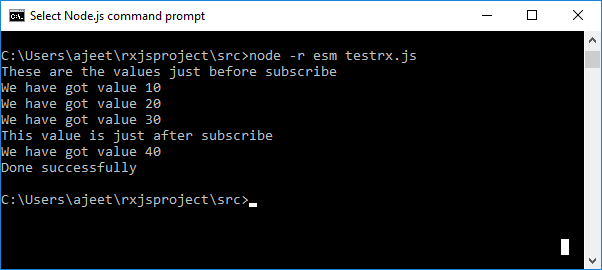 Select Node.js command prompt
C:\Users\ajeet\rxjsproject\src>node -r esm testrx.js
These are the values just before subscribe
We have got value 10
We have got value 20
We have got value 30
This value is just after subscribe
We have got value 40
Done successfully
C:\Users\ajeet\rxjsproject\src>